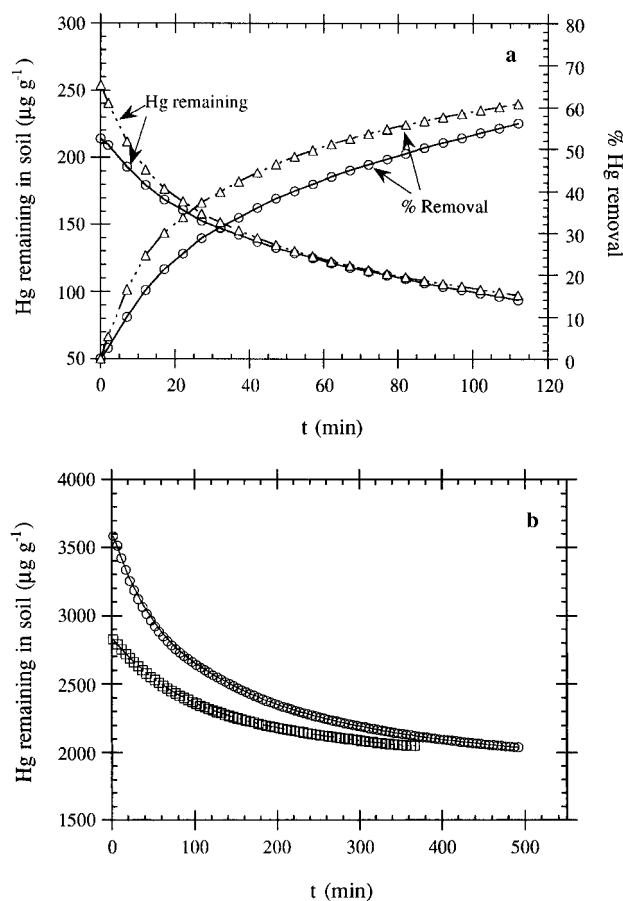 300
250
200
150
100
50
Hg remaining in soil (µg g⁻¹)
a
Hg remaining
% Removal
80
70
60
50
40
30
20
10
0
% Hg removal
0 20 40 60 80 100 120
t (min)
4000
3500
3000
2500
2000
1500
Hg remaining in soil (µg g⁻¹)
b
0 100 200 300 400 500
t (min)